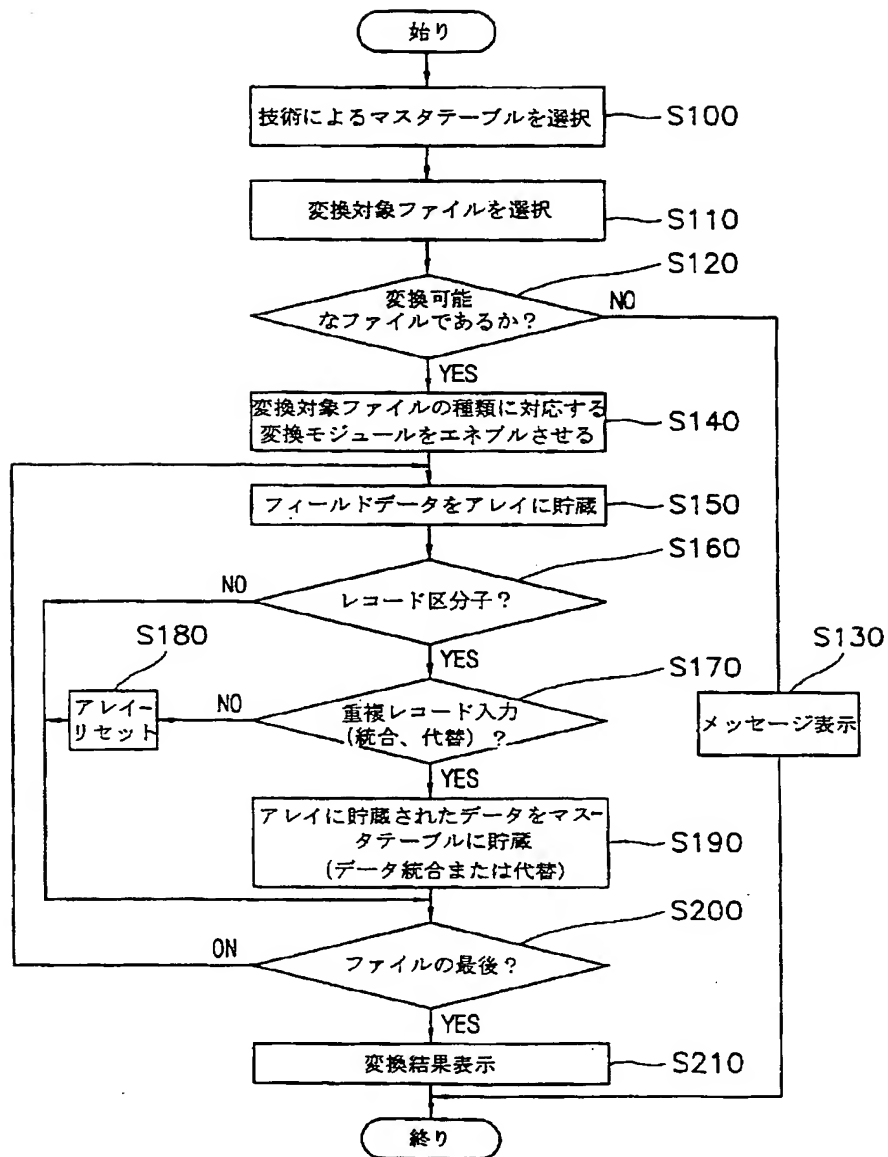 始り
技術によるマスタテーブルを選択
S100
変換対象ファイルを選択
S110
S120
変換可能
なファイルであるか？
NO
YES
変換対象ファイルの種類に対応する
変換モジュールをエネブルさせる
S140
フィールドデータをアレイに貯蔵
S150
S160
レコード区分子？
NO
YES
S180
アレイー
リセット
S170
重複レコード入力
(統合、代替)？
NO
YES
S130
メッセージ表示
アレイに貯蔵されたデータをマスー
タテーブルに貯蔵
(データ統合または代替)
S190
S200
ファイルの最後？
ON
YES
変換結果表示
S210
終り